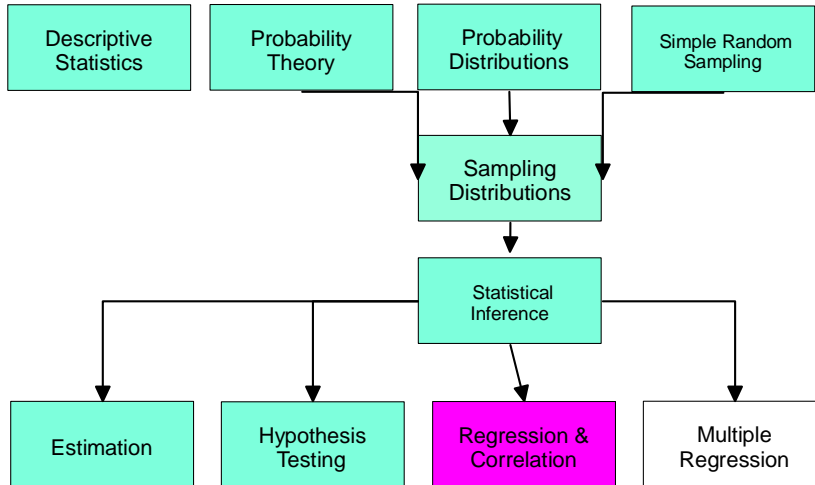 Descriptive
Statistics
Probability
Theory
Probability
Distributions
Simple Random
Sampling
Sampling
Distributions
Statistical
Inference
Estimation
Hypothesis
Testing
Regression &
Correlation
Multiple
Regression